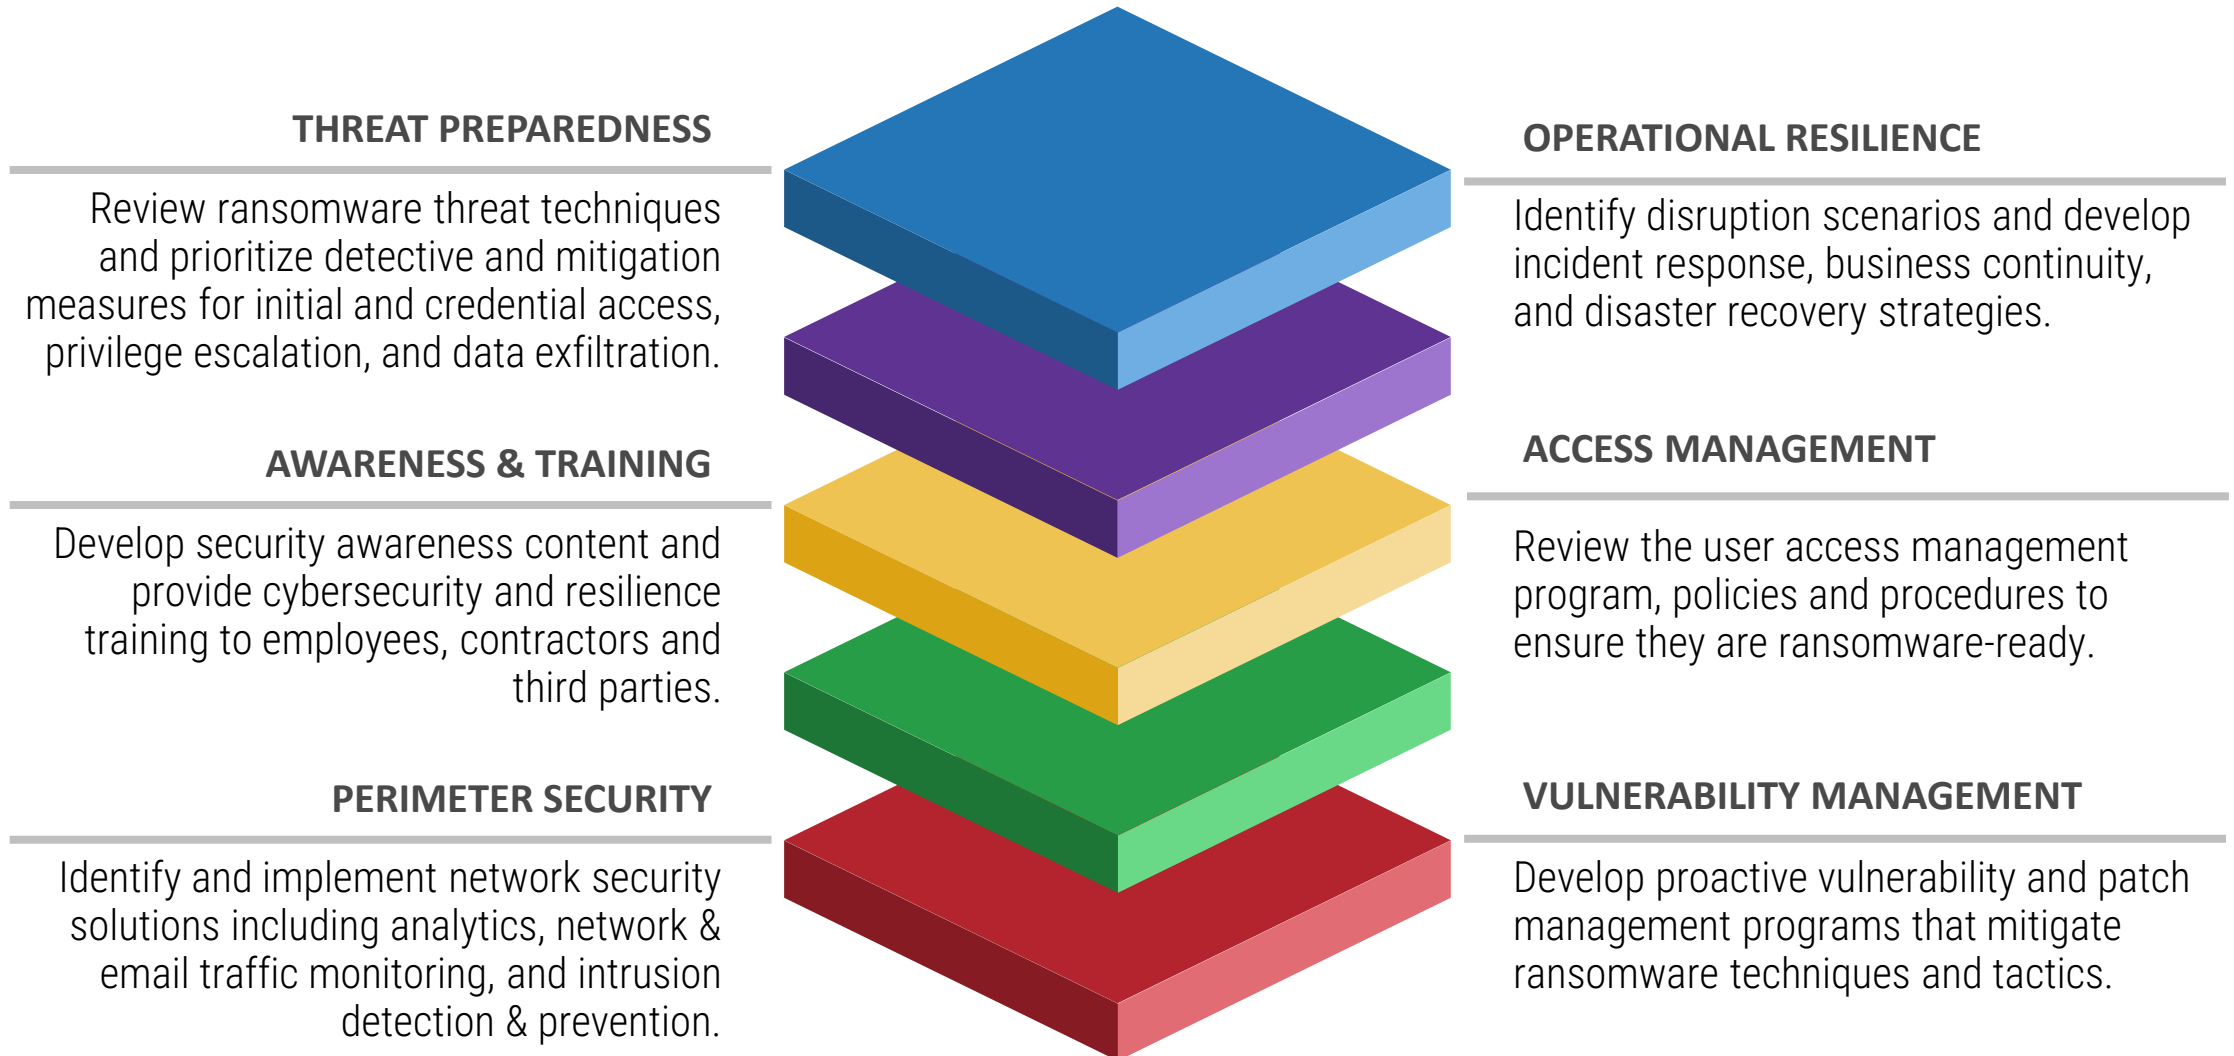 THREAT PREPAREDNESS
Review ransomware threat techniques
and prioritize detective and mitigation
measures for initial and credential access,
privilege escalation, and data exfiltration.
AWARENESS & TRAINING
Develop security awareness content and
provide cybersecurity and resilience
training to employees, contractors and
third parties.
PERIMETER SECURITY
Identify and implement network security
solutions including analytics, network &
email traffic monitoring, and intrusion
detection & prevention.
OPERATIONAL RESILIENCE
Identify disruption scenarios and develop
incident response, business continuity,
and disaster recovery strategies.
ACCESS MANAGEMENT
Review the user access management
program, policies and procedures to
ensure they are ransomware-ready.
VULNERABILITY MANAGEMENT
Develop proactive vulnerability and patch
management programs that mitigate
ransomware techniques and tactics.